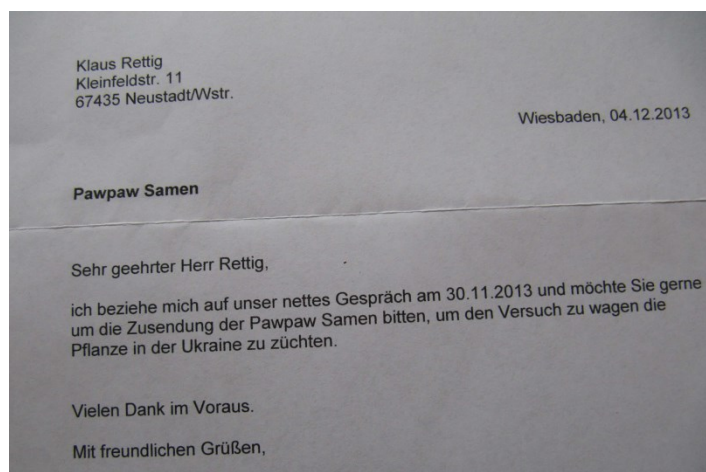 Klaus Rettig
Kleinfeldstr. 11
67435 Neustadt/Wstr.
Wiesbaden, 04.12.2013
Pawpaw Samen
Sehr geehrter Herr Rettig,
ich beziehe mich auf unser nettes Gespräch am 30.11.2013 und möchte Sie gerne
um die Zusendung der Pawpaw Samen bitten, um den Versuch zu wagen die
Pflanze in der Ukraine zu züchten.
Vielen Dank im Voraus.
Mit freundlichen Grüßen,